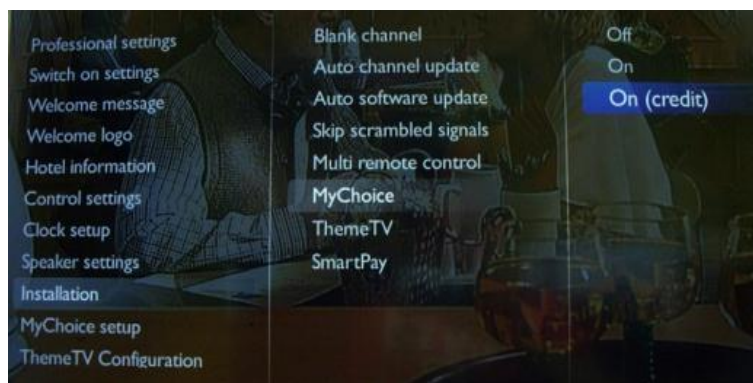 Professional settings
Switch on settings
Welcome message
Welcome logo
Hotel information
Control settings
Clock setup
Speaker settings
Installation
MyChoice setup
ThemeTV Configuration
Blank channel
Auto channel update
Auto software update
Skip scrambled signals
Multi remote control
MyChoice
ThemeTV
SmartPay
Off
On
On (credit)